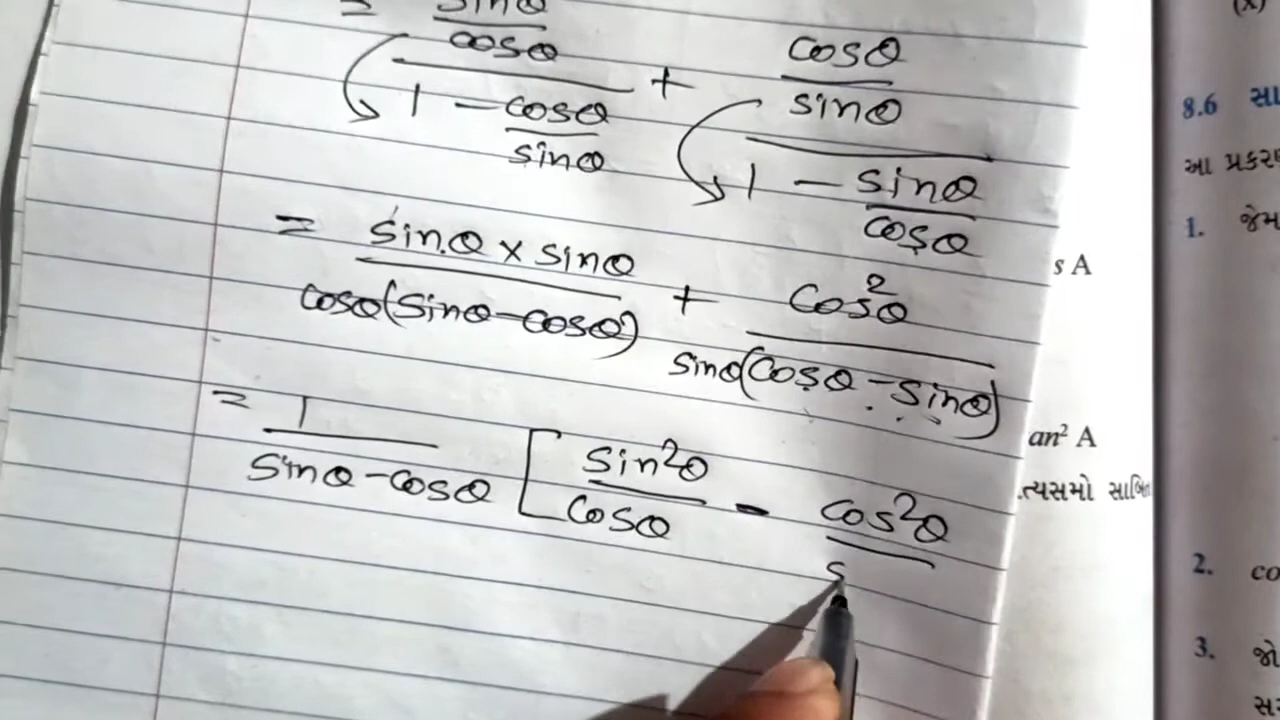 = sinθ
cosθ
1 - cosθ
sinθ
+
cosθ
sinθ
1 - sinθ
cosθ
= sinθ × sinθ
cosθ(sinθ-cosθ)
+
cos²θ
sinθ(cosθ - sinθ)
= 1
sinθ-cosθ
[ sin²θ
cosθ
-
cos²θ
s
s A
an² A
.ત્યસમો સાબિ
(x)
8.6
આ પ્રકરણ
1. જેમ
2. co
3. જો